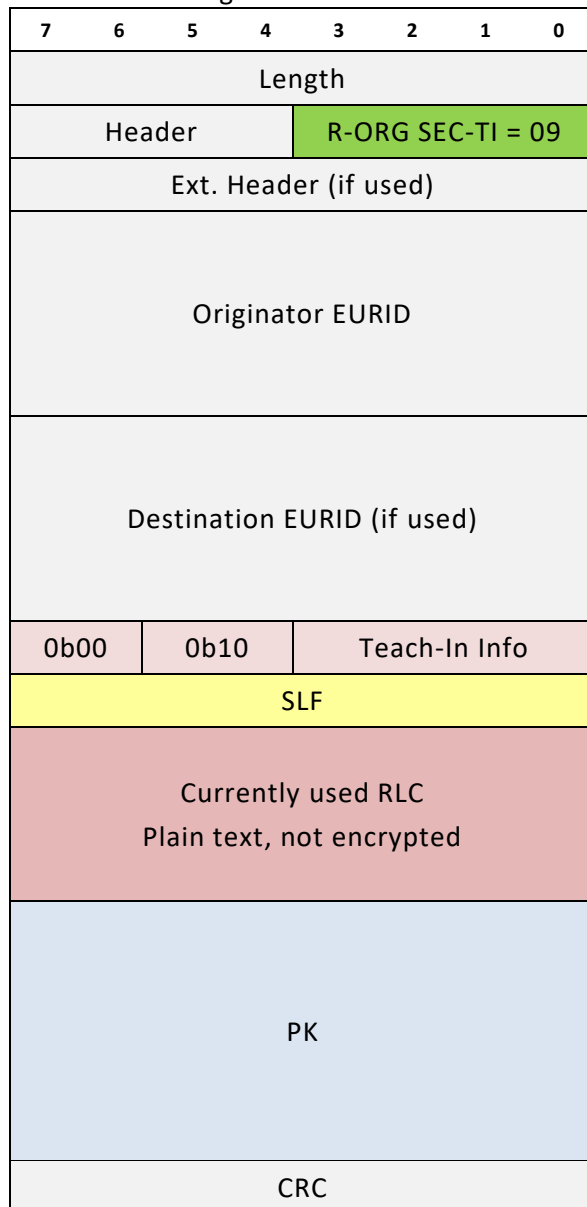 7 6 5 4 3 2 1 0
Length
Header R-ORG SEC-TI = 09
Ext. Header (if used)
Originator EURID
Destination EURID (if used)
0b00 0b10 Teach-In Info
SLF
Currently used RLC
Plain text, not encrypted
PK
CRC